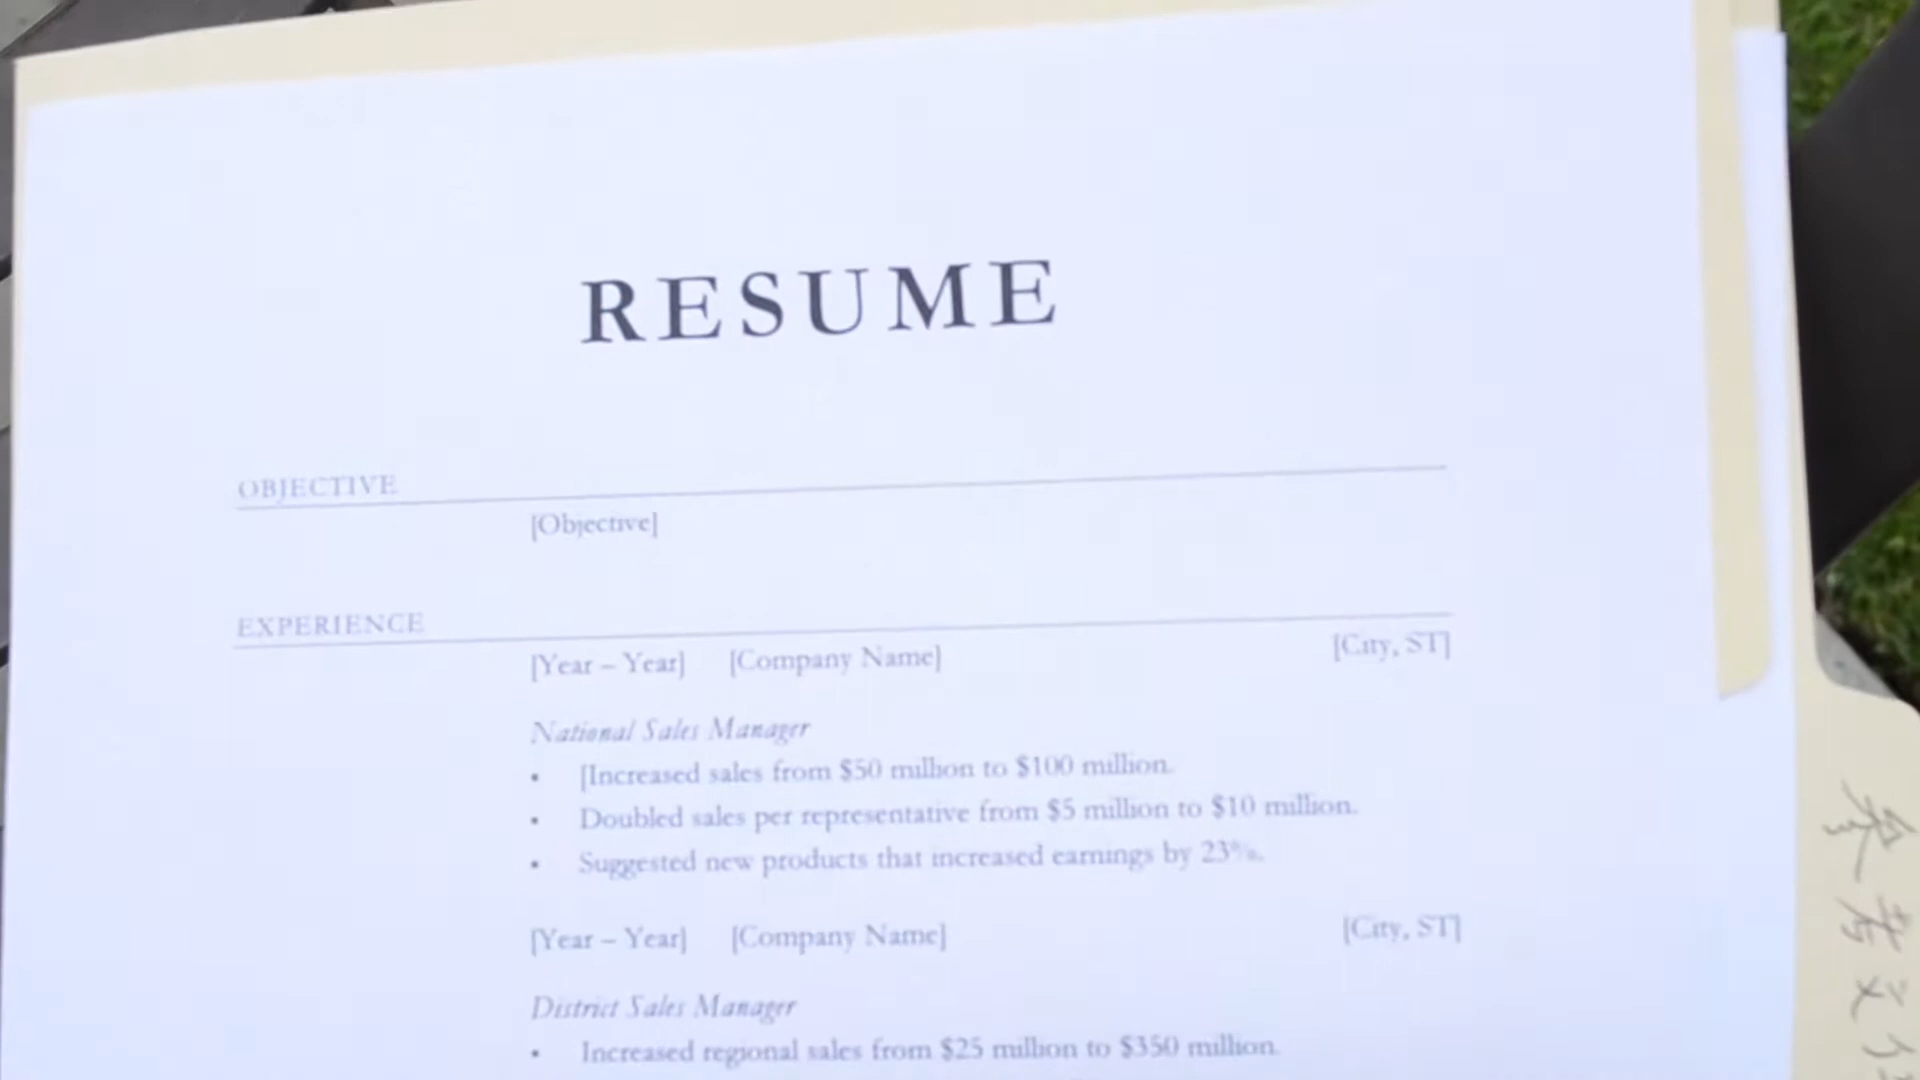 RESUME
OBJECTIVE
[Objective]
EXPERIENCE
[Year – Year] [Company Name] [City, ST]
National Sales Manager
• [Increased sales from $50 million to $100 million.
• Doubled sales per representative from $5 million to $10 million.
• Suggested new products that increased earnings by 23%.
[Year – Year] [Company Name] [City, ST]
District Sales Manager
• Increased regional sales from $25 million to $350 million.